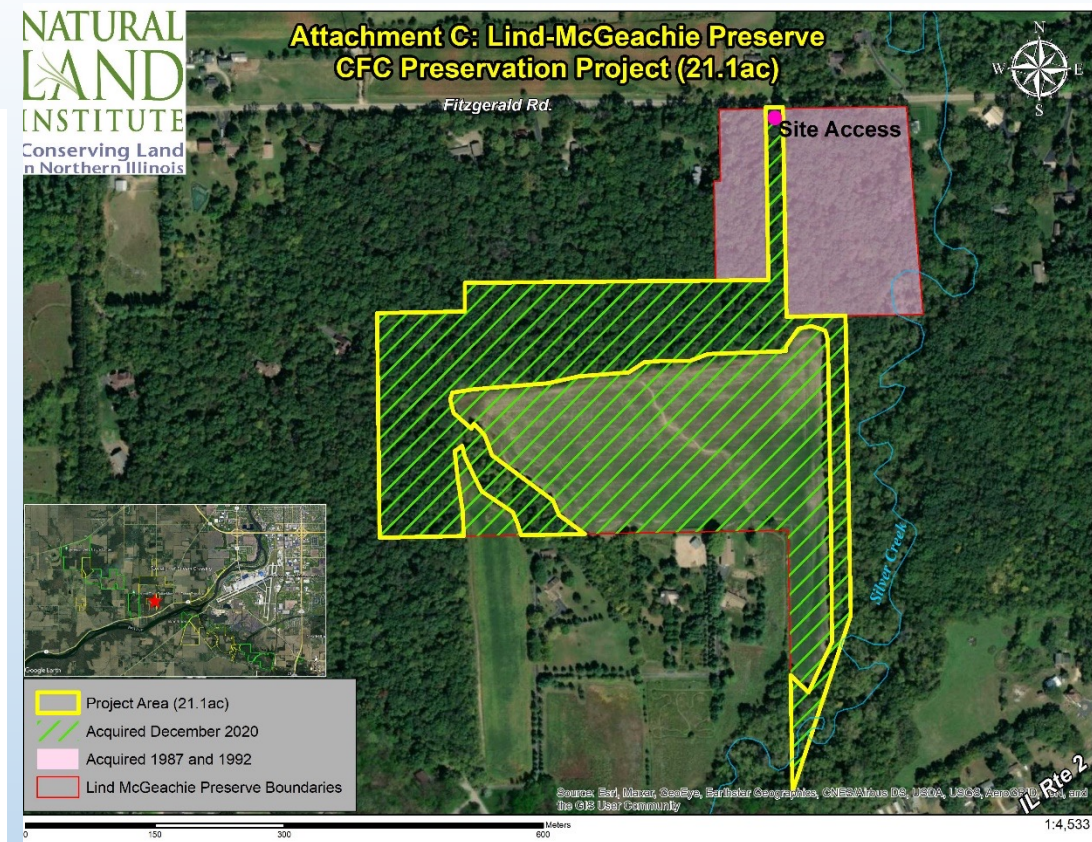 NATURAL
LAND
INSTITUTE
Conserving Land
n Northern Illinois
Attachment C: Lind-McGeachie Preserve
CFC Preservation Project (21.1ac)
Fitzgerald Rd.
N
W E
S
Site Access
Silver Creek
Google Earth
Project Area (21.1ac)
Acquired December 2020
Acquired 1987 and 1992
Lind McGeachie Preserve Boundaries
Source: Esri, Maxar, GeoEye, Earthstar Geographics, CNES/Airbus DS, USDA, USGS, AeroGRID, IGN, and
the GIS User Community
IL Rte 2
0 150 300 600 Meters
1:4,533